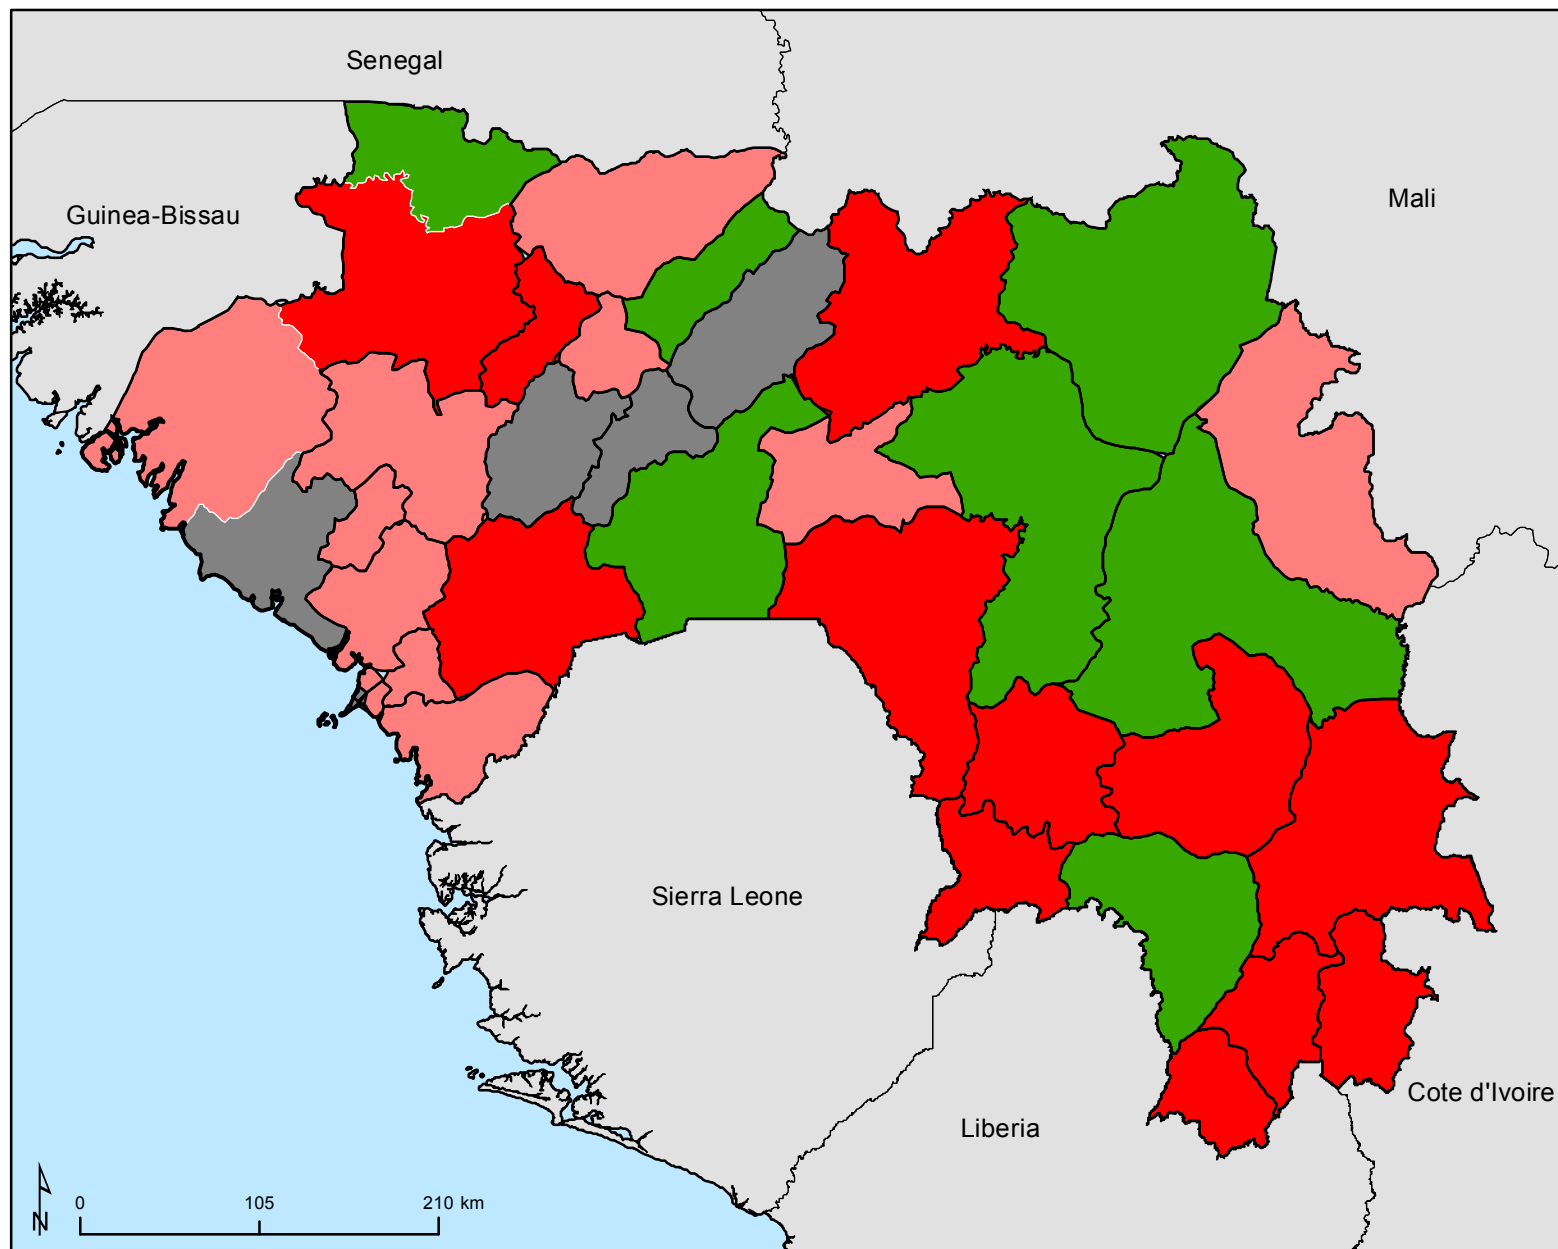 Senegal
Mali
Guinea-Bissau
Sierra Leone
Cote d'Ivoire
Liberia
N
0 105 210 km